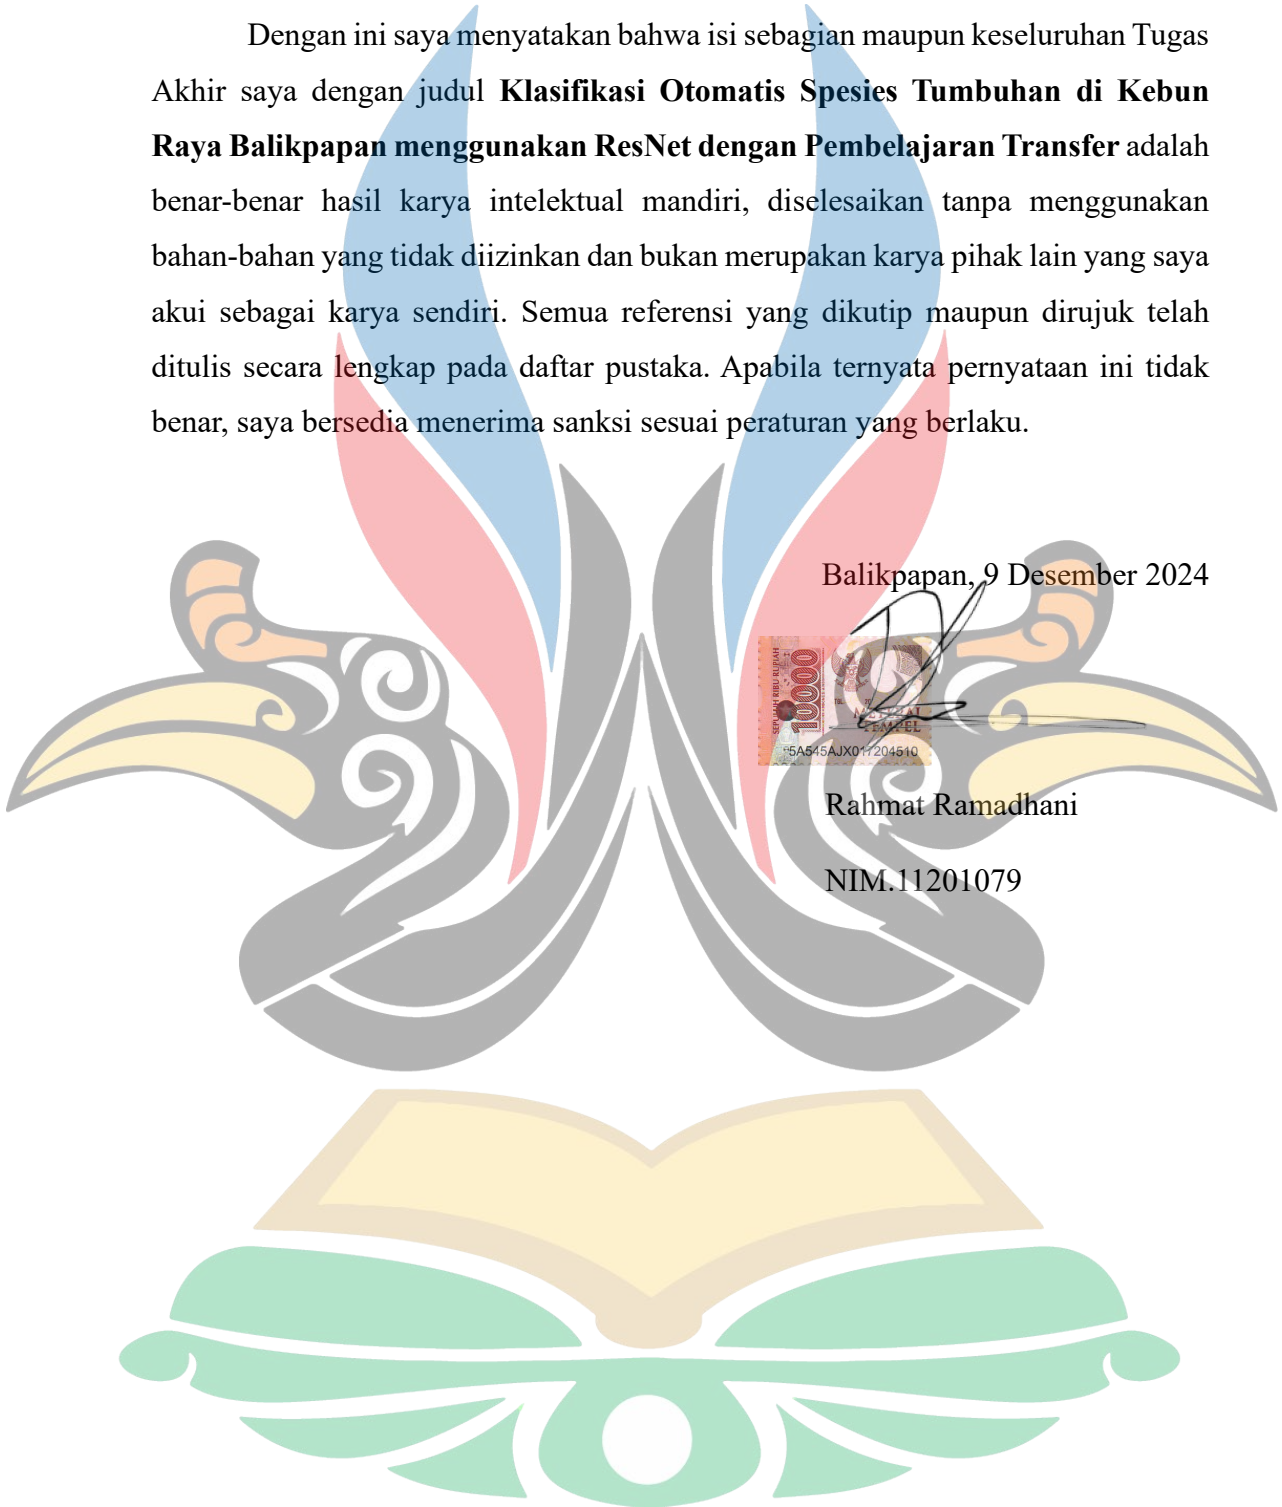 Dengan ini saya menyatakan bahwa isi sebagian maupun keseluruhan Tugas
Akhir saya dengan judul Klasifikasi Otomatis Spesies Tumbuhan di Kebun
Raya Balikpapan menggunakan ResNet dengan Pembelajaran Transfer adalah
benar-benar hasil karya intelektual mandiri, diselesaikan tanpa menggunakan
bahan-bahan yang tidak diizinkan dan bukan merupakan karya pihak lain yang saya
akui sebagai karya sendiri. Semua referensi yang dikutip maupun dirujuk telah
ditulis secara lengkap pada daftar pustaka. Apabila ternyata pernyataan ini tidak
benar, saya bersedia menerima sanksi sesuai peraturan yang berlaku.
Balikpapan, 9 Desember 2024
SEPULUH RIBU RUPIAH
10000
METERAI
TEMPEL
5A545AJX017204510
Rahmat Ramadhani
NIM.11201079